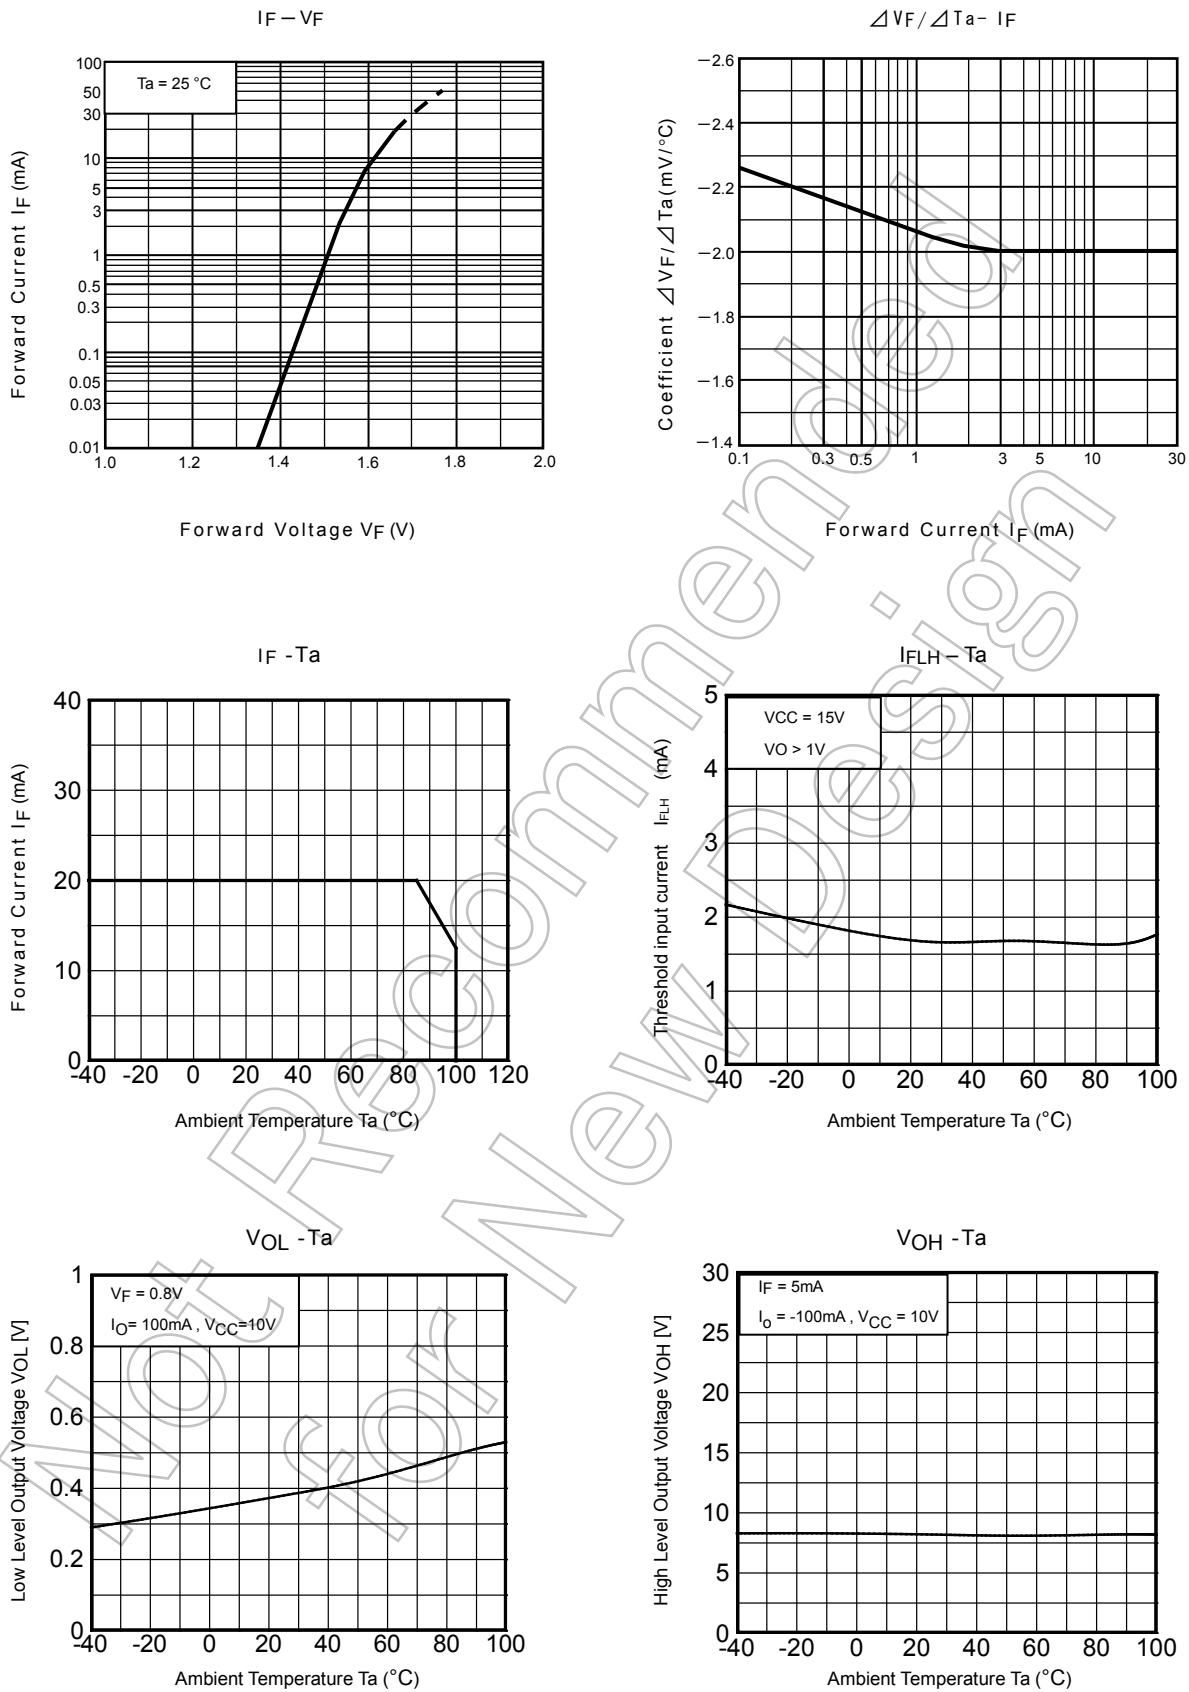 IF – VF
Ta = 25 °C
100
50
30
10
5
3
1
0.5
0.3
0.1
0.05
0.03
0.01
1.0 1.2 1.4 1.6 1.8 2.0
Forward Current IF (mA)
Forward Voltage VF (V)
⊿VF/⊿Ta– IF
−2.6
−2.4
−2.2
−2.0
−1.8
−1.6
−1.4
0.1 0.3 0.5 1 3 5 10 30
Coefficient ⊿VF/⊿Ta(mV/°C)
Forward Current IF (mA)
IF -Ta
40
30
20
10
0
-40 -20 0 20 40 60 80 100 120
Forward Current IF (mA)
Ambient Temperature Ta (°C)
IFLH – Ta
VCC = 15V
VO > 1V
5
4
3
2
1
0
-40 -20 0 20 40 60 80 100
Threshold input current IFLH (mA)
Ambient Temperature Ta (°C)
VOL -Ta
VF = 0.8V
IO= 100mA , VCC=10V
1
0.8
0.6
0.4
0.2
0
-40 -20 0 20 40 60 80 100
Low Level Output Voltage VOL [V]
Ambient Temperature Ta (°C)
VOH -Ta
IF = 5mA
Io = -100mA , VCC = 10V
30
25
20
15
10
5
0
-40 -20 0 20 40 60 80 100
High Level Output Voltage VOH [V]
Ambient Temperature Ta (°C)
Not Recommended
for New Design